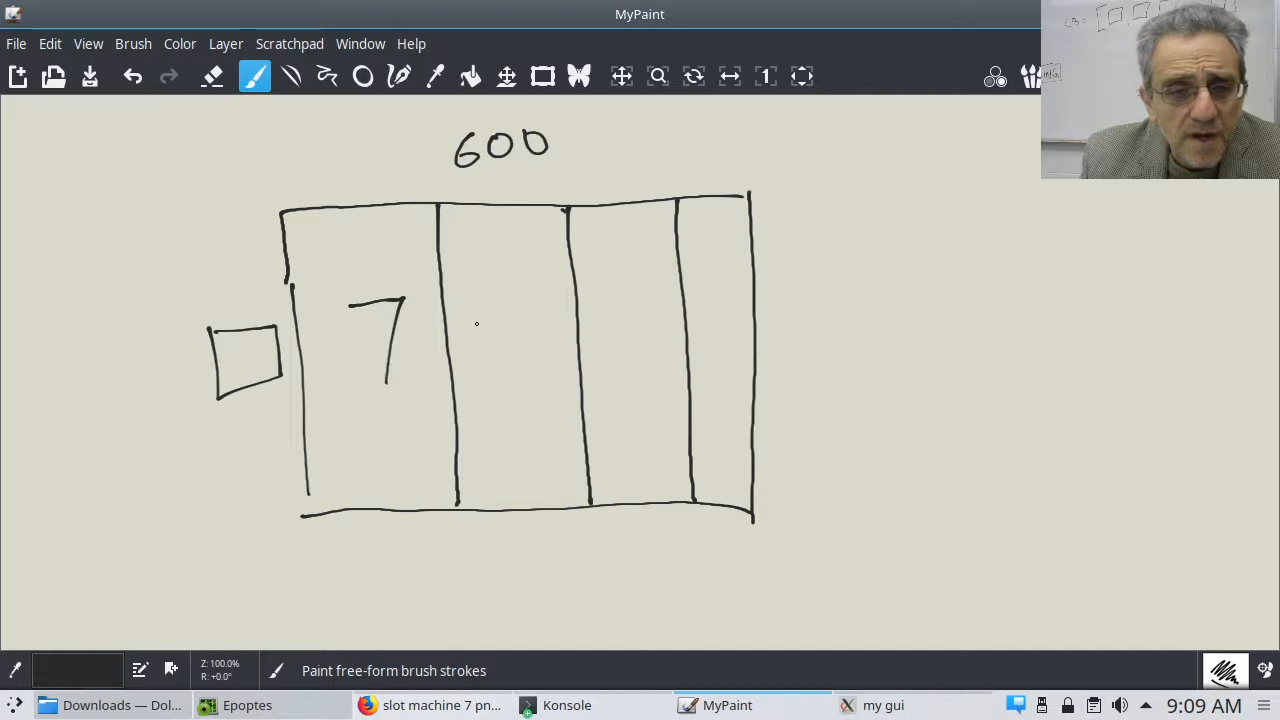 MyPaint
File Edit View Brush Color Layer Scratchpad Window Help
1
600
7
Z: 100.0%
R: +0.0°
Paint free-form brush strokes
Downloads — Dol...
Epoptes
slot machine 7 pn...
Konsole
MyPaint
my gui
9:09 AM